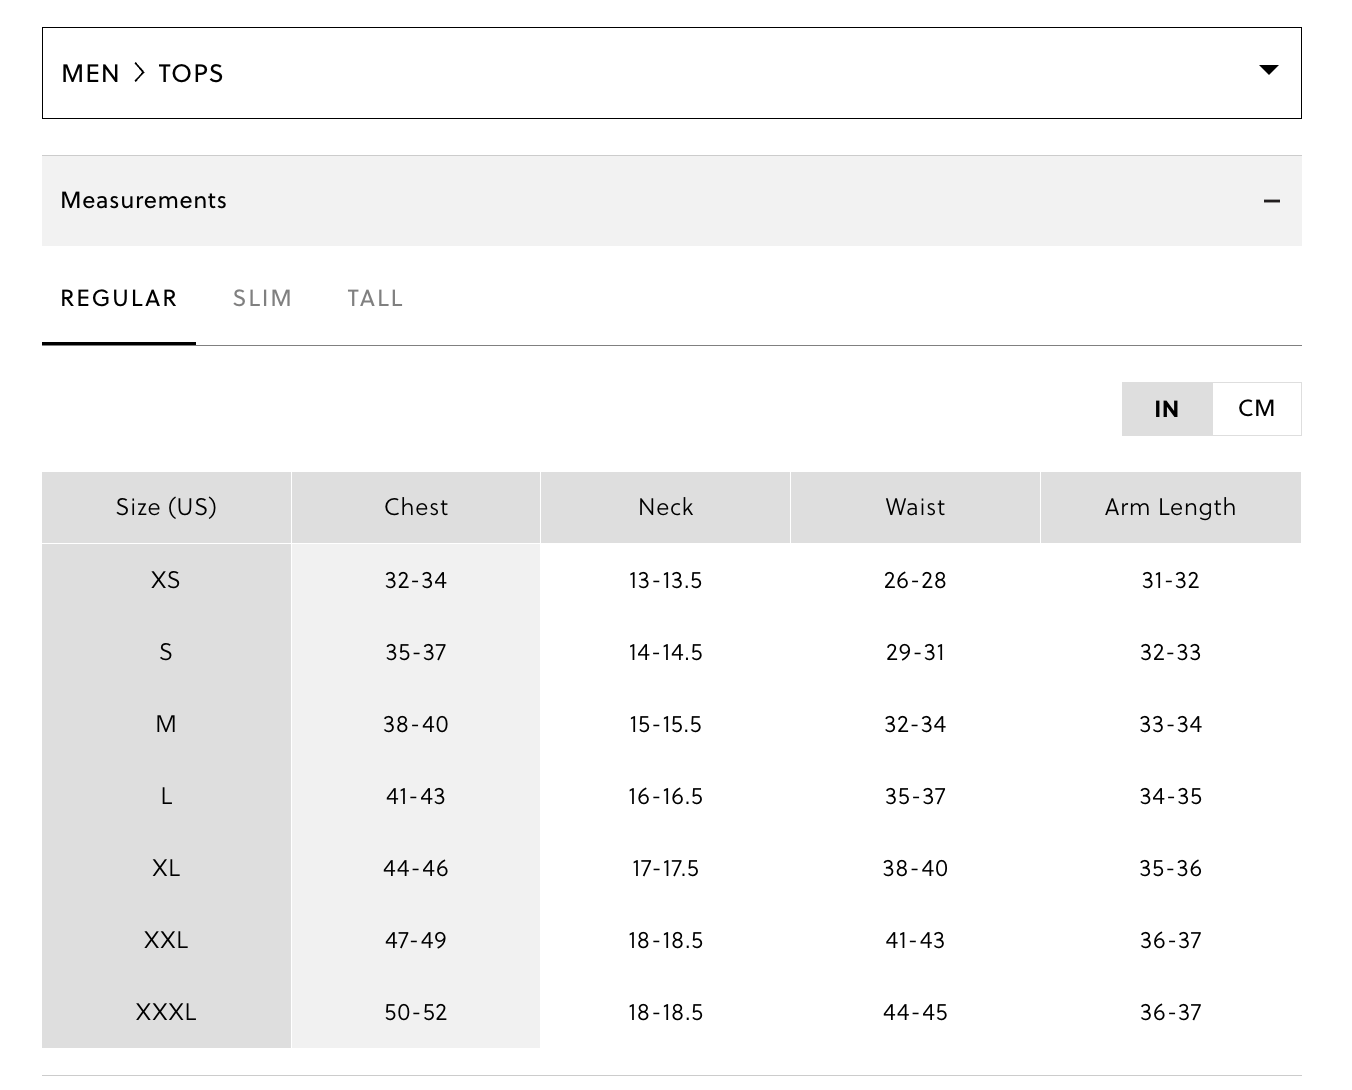 MEN > TOPS
Measurements
REGULAR SLIM TALL
IN CM
Size (US) Chest Neck Waist Arm Length
XS 32-34 13-13.5 26-28 31-32
S 35-37 14-14.5 29-31 32-33
M 38-40 15-15.5 32-34 33-34
L 41-43 16-16.5 35-37 34-35
XL 44-46 17-17.5 38-40 35-36
XXL 47-49 18-18.5 41-43 36-37
XXXL 50-52 18-18.5 44-45 36-37